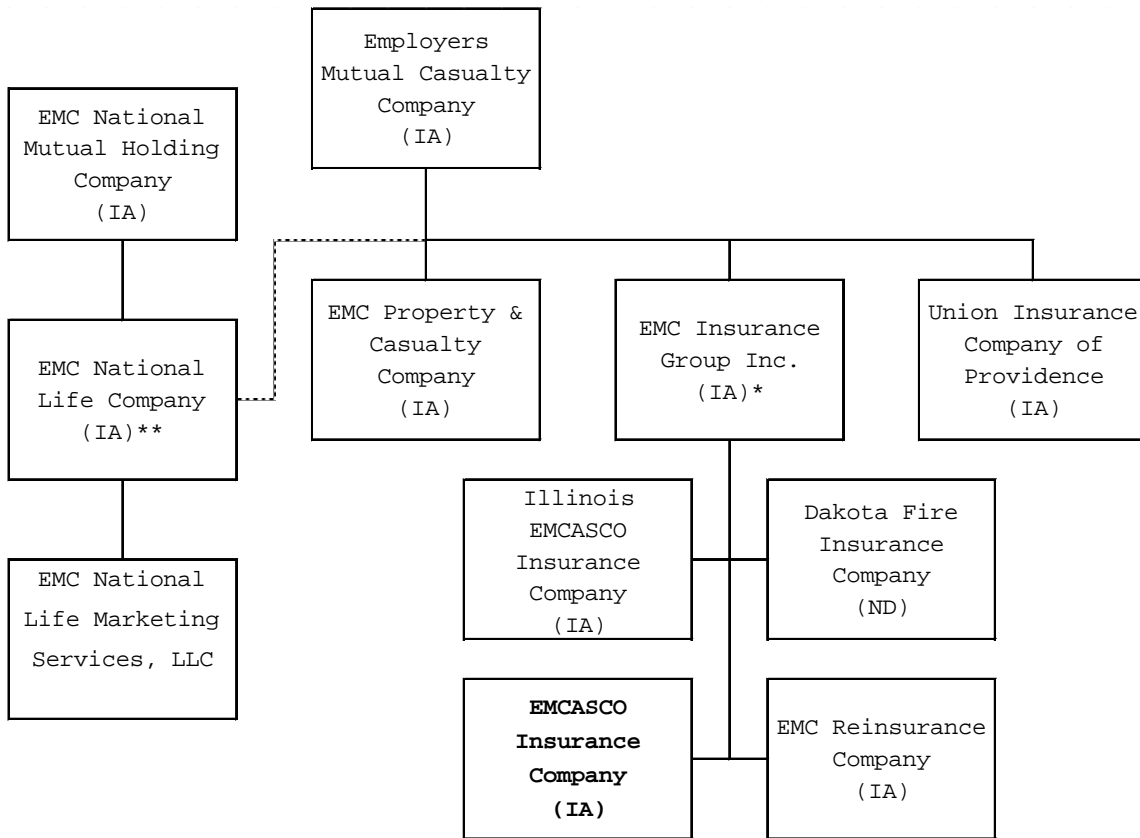 Employers
Mutual Casualty
Company
(IA)
EMC National
Mutual Holding
Company
(IA)
EMC National
Life Company
(IA)**
EMC Property &
Casualty
Company
(IA)
EMC Insurance
Group Inc.
(IA)*
Union Insurance
Company of
Providence
(IA)
Illinois
EMCASCO
Insurance
Company
(IA)
Dakota Fire
Insurance
Company
(ND)
EMC National
Life Marketing
Services, LLC
EMCASCO
Insurance
Company
(IA)
EMC Reinsurance
Company
(IA)